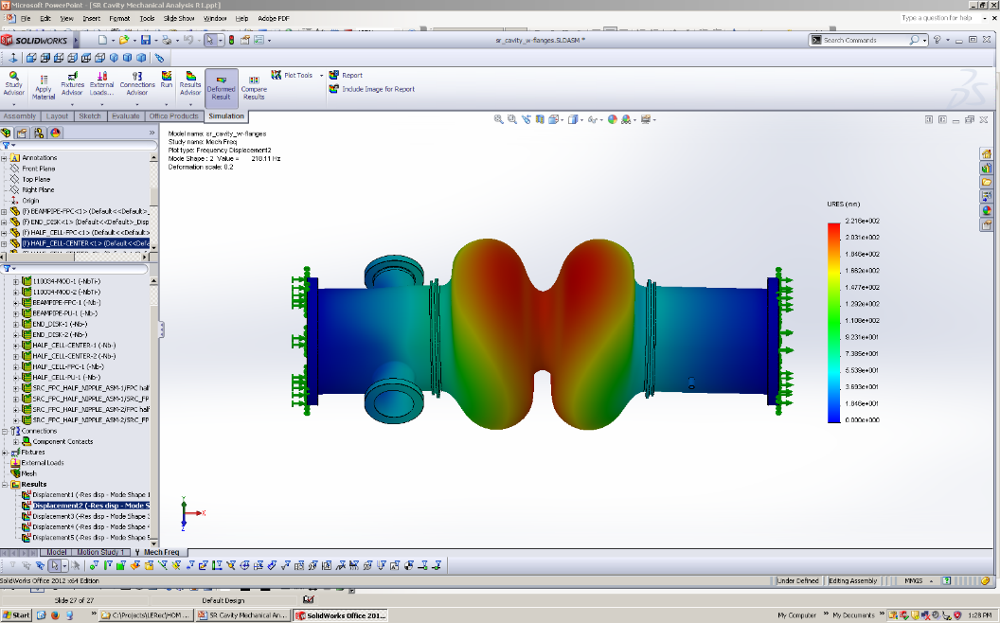 Microsoft PowerPoint - [SR Cavity Mechanical Analysis R1.ppt]
File Edit View Insert Format Tools Slide Show Window Help Adobe PDF
Type a question for help
SOLIDWORKS
sr_cavity_w-flanges.SLDASM *
Search Commands
Study Advisor
Apply Material
Fixtures Advisor
External Loads...
Connections Advisor
Run
Results Advisor
Deformed Result
Compare Results
Plot Tools
Report
Include Image for Report
Assembly Layout Sketch Evaluate Office Products Simulation
Model name: sr_cavity_w-flanges
Study name: Mech Freq
Plot type: Frequency Displacement2
Mode Shape : 2 Value = 218.11 Hz
Deformation scale: 0.2
Annotations
Front Plane
Top Plane
Right Plane
Origin
(f) BEAMPIPE-FPC<1> (Default<<Default>_
(f) END_DISK<1> (Default<<Default>_Disp
(f) HALF_CELL-FPC<1> (Default<<Default>
(f) HALF_CELL-CENTER<1> (Default<<Defa
110034-MOD-1 (-NbTi-)
110034-MOD-2 (-NbTi-)
BEAMPIPE-FPC-1 (-Nb-)
BEAMPIPE-PU-1 (-Nb-)
END_DISK-1 (-Nb-)
END_DISK-2 (-Nb-)
HALF_CELL-CENTER-1 (-Nb-)
HALF_CELL-CENTER-2 (-Nb-)
HALF_CELL-FPC-1 (-Nb-)
HALF_CELL-PU-1 (-Nb-)
SRC_FPC_HALF_NIPPLE_ASM-1/FPC half
SRC_FPC_HALF_NIPPLE_ASM-1/SRC_FP
SRC_FPC_HALF_NIPPLE_ASM-2/FPC half
SRC_FPC_HALF_NIPPLE_ASM-2/SRC_FP
Connections
Component Contacts
Fixtures
External Loads
Mesh
Results
Displacement1 (-Res disp - Mode Shape 1
Displacement2 (-Res disp - Mode S
Displacement3 (-Res disp - Mode Shape 3
Displacement4 (-Res disp - Mode Shape 4
Displacement5 (-Res disp - Mode Shape 5
URES (mm)
2.216e+002
2.031e+002
1.846e+002
1.662e+002
1.477e+002
1.292e+002
1.108e+002
9.231e+001
7.385e+001
5.539e+001
3.693e+001
1.846e+001
0.000e+000
Y
X
Z
Model Motion Study 1 Mech Freq
SolidWorks Office 2012 x64 Edition
Under Defined Editing Assembly MMGS
Slide 27 of 27 Default Design
Start C:\Projects\LERec\HOM ... SR Cavity Mechanical An... SolidWorks Office 201... My Computer » My Documents » 1:28 PM